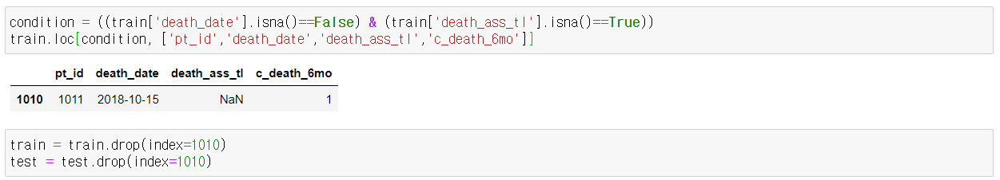 condition = ((train['death_date'].isna()==False) & (train['death_ass_tl'].isna()==True))
train.loc[condition, ['pt_id','death_date','death_ass_tl','c_death_6mo']]
pt_id death_date death_ass_tl c_death_6mo
1010 1011 2018-10-15 NaN 1
train = train.drop(index=1010)
test = test.drop(index=1010)